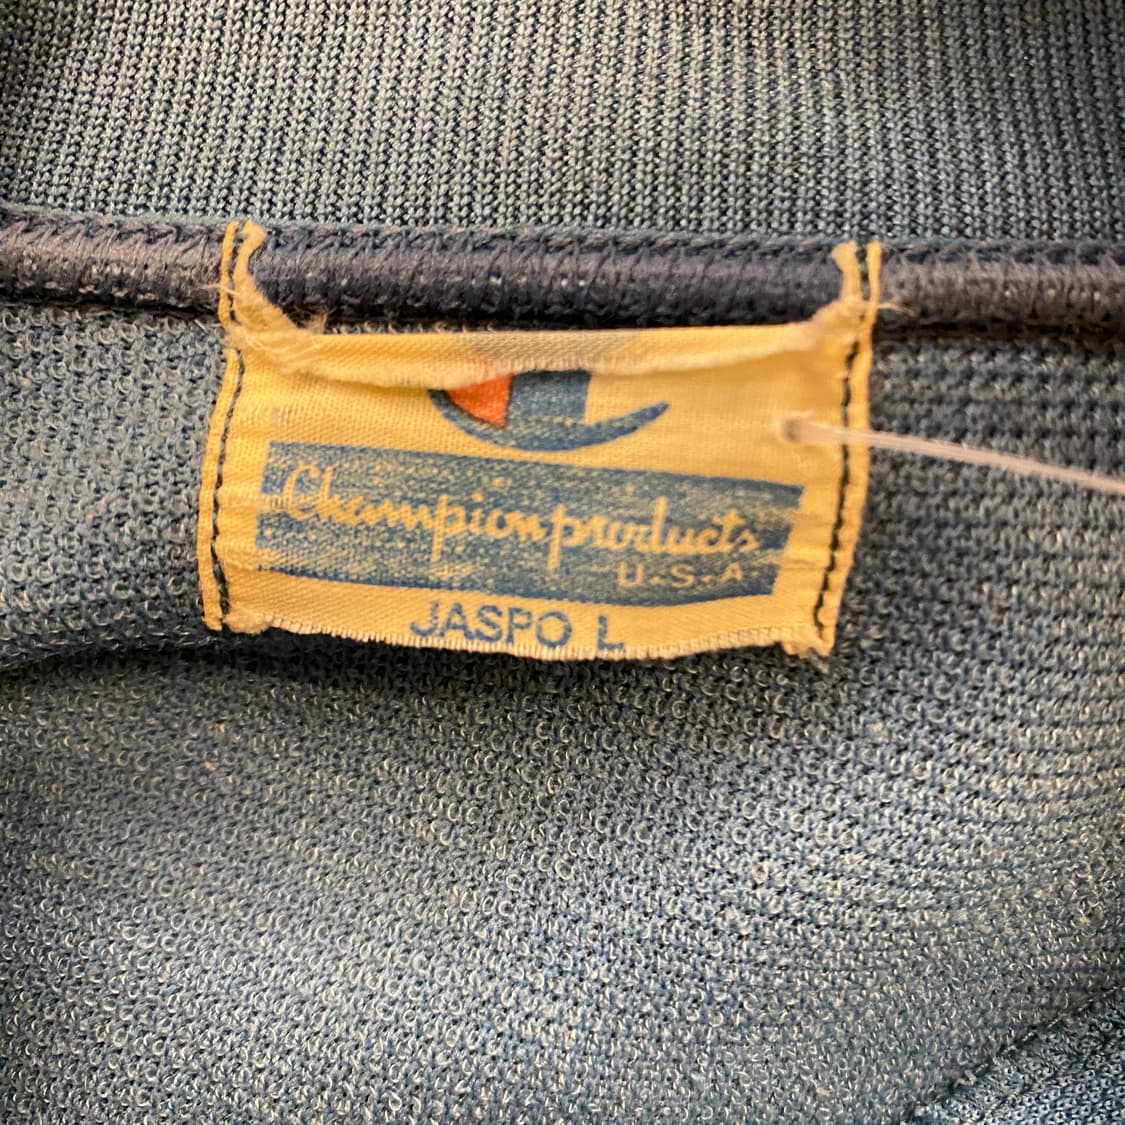 Champion products
U.S.A
JASPO L